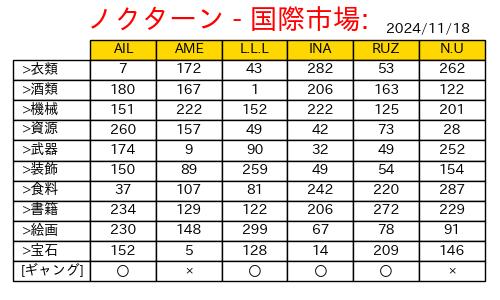 ノクターン - 国際市場: 2024/11/18
AIL AME L.L.L INA RUZ N.U
>衣類 7 172 43 282 53 262
>酒類 180 167 1 206 163 122
>機械 151 222 152 222 125 201
>資源 260 157 49 42 73 28
>武器 174 9 90 32 49 252
>装飾 150 89 259 49 54 154
>食料 37 107 81 242 220 287
>書籍 234 129 122 206 272 229
>絵画 230 148 299 67 78 91
>宝石 152 5 128 14 209 146
[ギャング] ○ × ○ ○ ○ ×